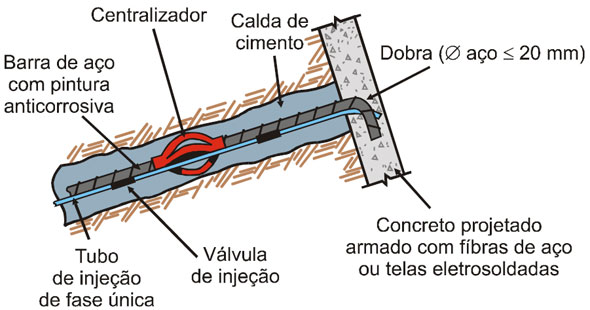 Centralizador
Calda de
cimento
Dobra (∅ aço ≤ 20 mm)
Barra de aço
com pintura
anticorrosiva
Tubo
de injeção
de fase única
Válvula
de injeção
Concreto projetado
armado com fíbras de aço
ou telas eletrosoldadas